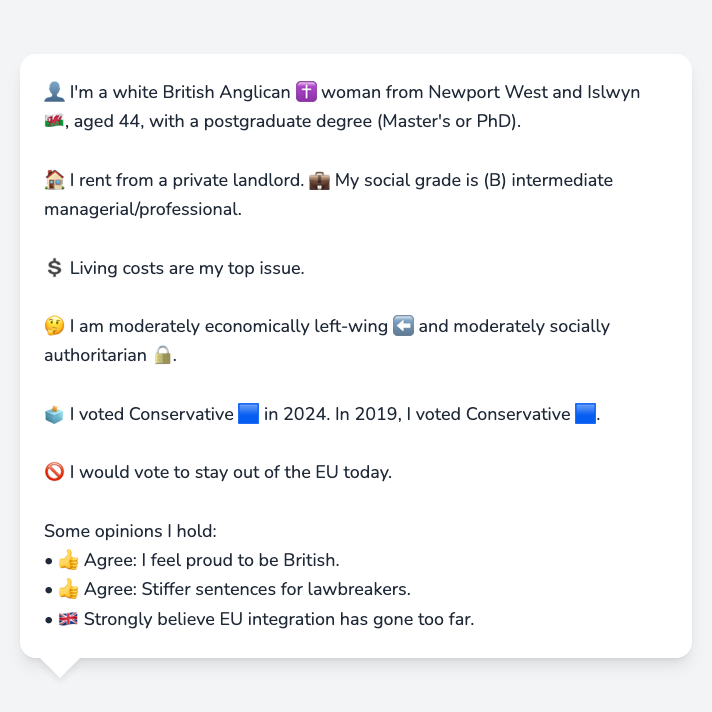 👤 I'm a white British Anglican ✝️ woman from Newport West and Islwyn
🏴󠁧󠁢󠁷󠁬󠁳󠁿, aged 44, with a postgraduate degree (Master's or PhD).
🏠 I rent from a private landlord. 💼 My social grade is (B) intermediate
managerial/professional.
💲 Living costs are my top issue.
🤔 I am moderately economically left-wing ⬅️ and moderately socially
authoritarian 🔒.
🗳️ I voted Conservative 🟦 in 2024. In 2019, I voted Conservative 🟦.
🚫 I would vote to stay out of the EU today.
Some opinions I hold:
• 👍 Agree: I feel proud to be British.
• 👍 Agree: Stiffer sentences for lawbreakers.
• 🇬🇧 Strongly believe EU integration has gone too far.